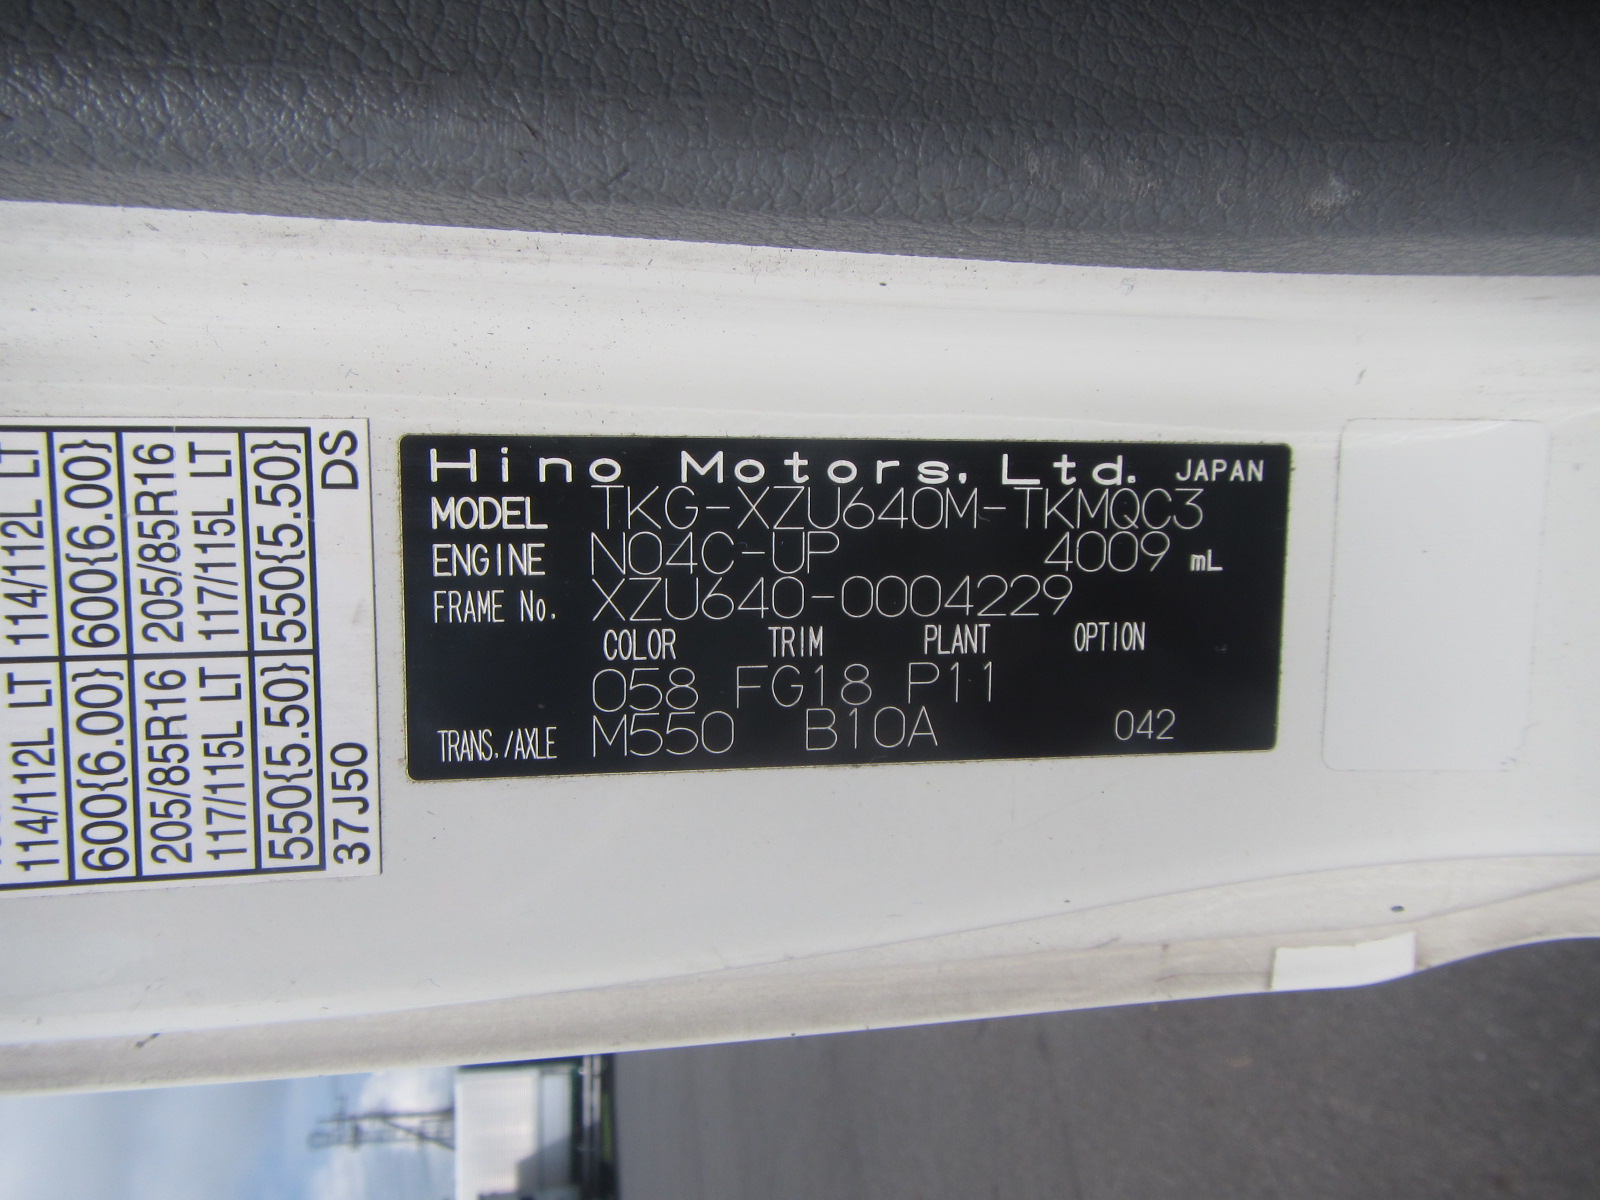 Hino Motors, Ltd. JAPAN
MODEL TKG-XZU640M-TKMQC3
ENGINE N04C-UP 4009 mL
FRAME No. XZU640-0004229
COLOR TRIM PLANT OPTION
058 FG18 P11
TRANS./AXLE M550 B10A 042
114/112L LT 114/112L LT
600{6.00} 600{6.00}
205/85R16 205/85R16
117/115L LT 117/115L LT
550{5.50} 550{5.50}
37J50 DS